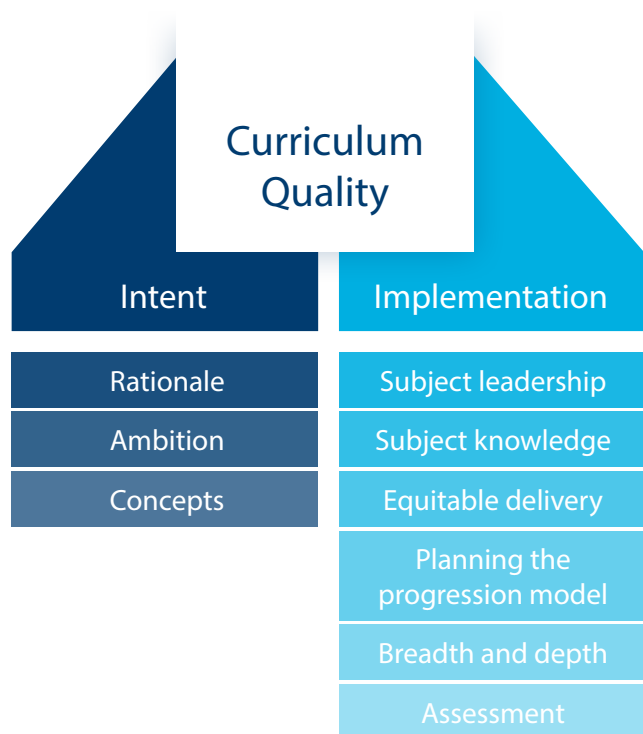 Curriculum
Quality
Intent
Implementation
Rationale
Ambition
Concepts
Subject leadership
Subject knowledge
Equitable delivery
Planning the
progression model
Breadth and depth
Assessment